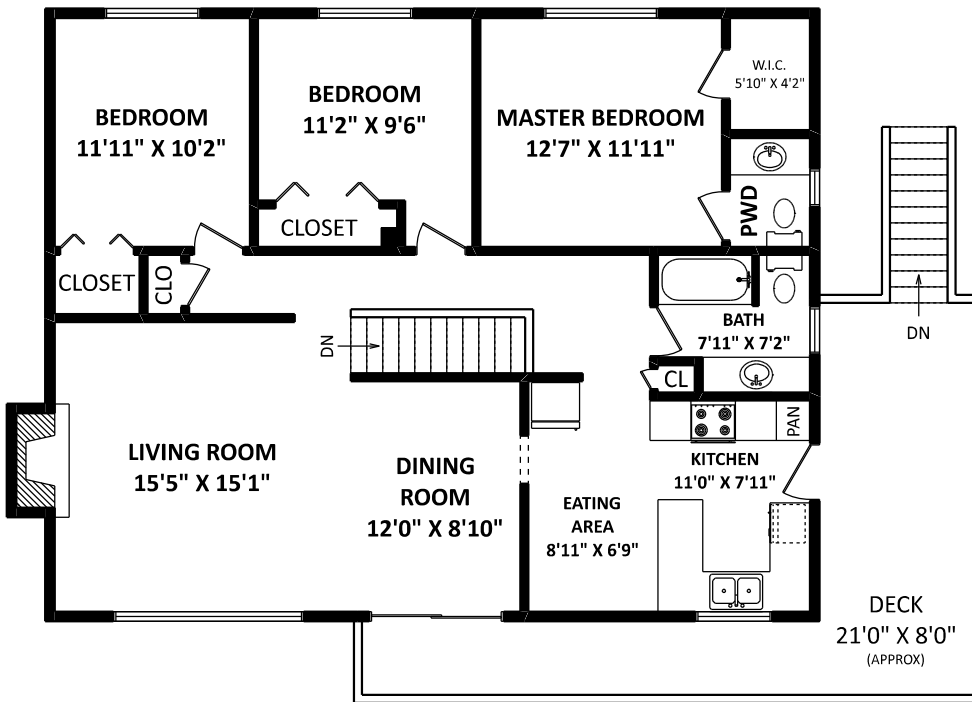 W.I.C.
5'10" X 4'2"
BEDROOM
11'11" X 10'2"
BEDROOM
11'2" X 9'6"
MASTER BEDROOM
12'7" X 11'11"
PWD
CLOSET
CLOSET
CLO
BATH
7'11" X 7'2"
DN
DN
CL
PAN
LIVING ROOM
15'5" X 15'1"
DINING
ROOM
12'0" X 8'10"
KITCHEN
11'0" X 7'11"
EATING
AREA
8'11" X 6'9"
DECK
21'0" X 8'0"
(APPROX)